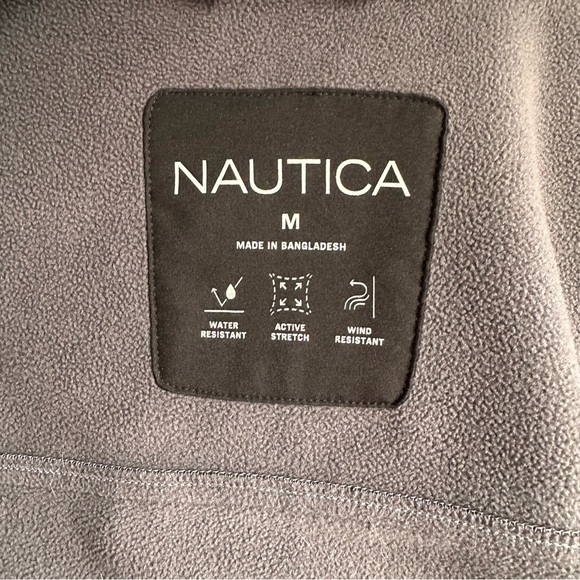 NAUTICA
M
MADE IN BANGLADESH
WATER RESISTANT
ACTIVE STRETCH
WIND RESISTANT